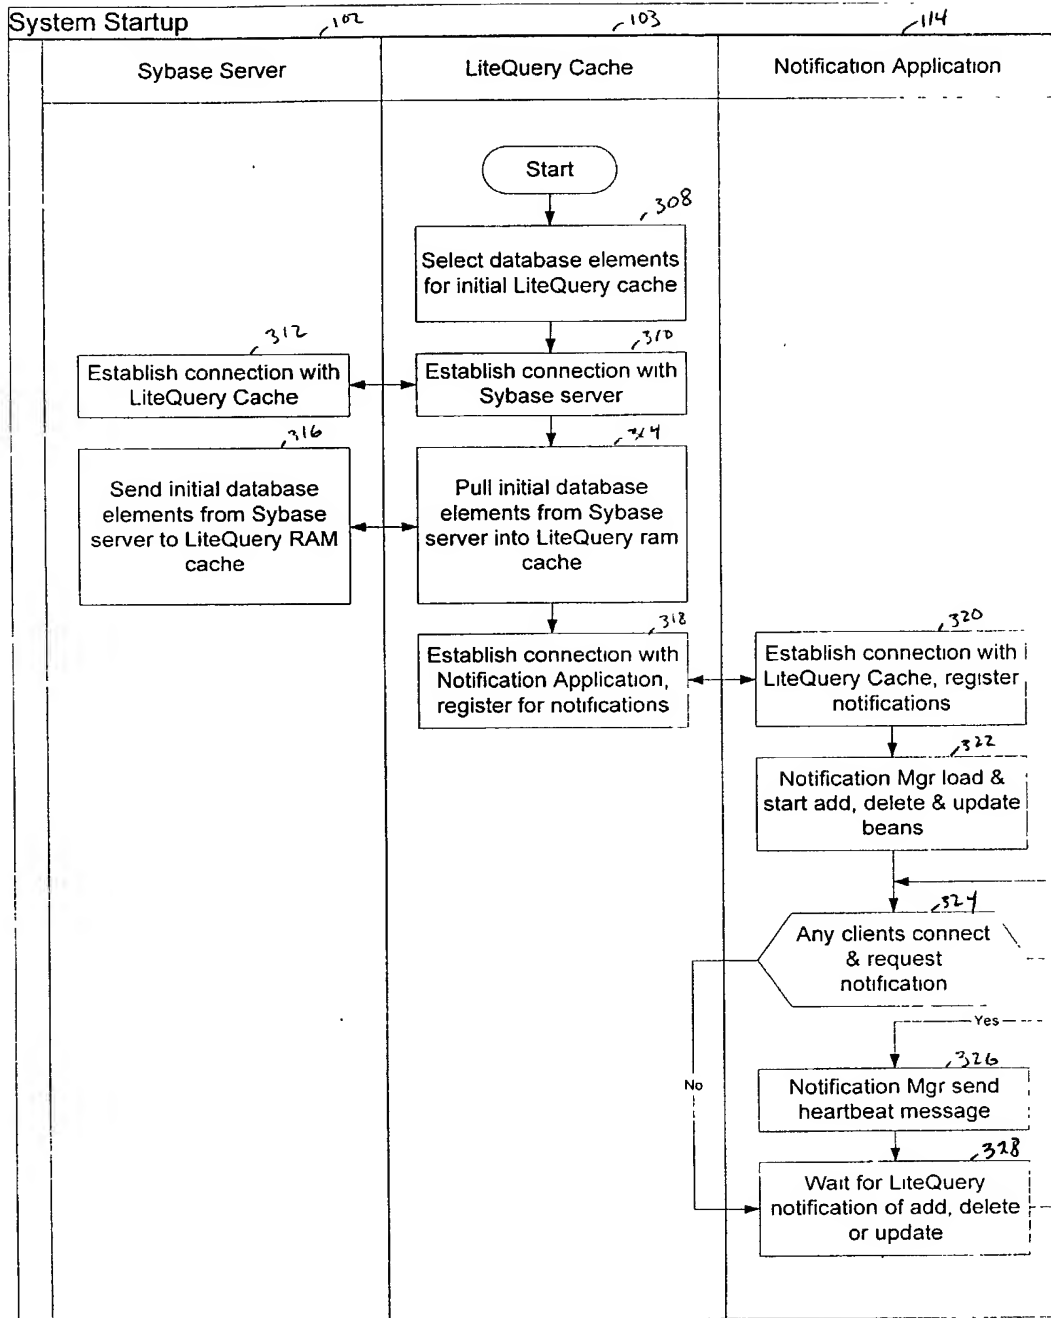 System Startup
102
103
114
Sybase Server
LiteQuery Cache
Notification Application
Start
308
Select database elements
for initial LiteQuery cache
312
310
Establish connection with
LiteQuery Cache
Establish connection with
Sybase server
316
314
Send initial database
elements from Sybase
server to LiteQuery RAM
cache
Pull initial database
elements from Sybase
server into LiteQuery ram
cache
318
320
Establish connection with
Notification Application,
register for notifications
Establish connection with
LiteQuery Cache, register
notifications
322
Notification Mgr load &
start add, delete & update
beans
324
Any clients connect
& request
notification
Yes
No
326
Notification Mgr send
heartbeat message
328
Wait for LiteQuery
notification of add, delete
or update